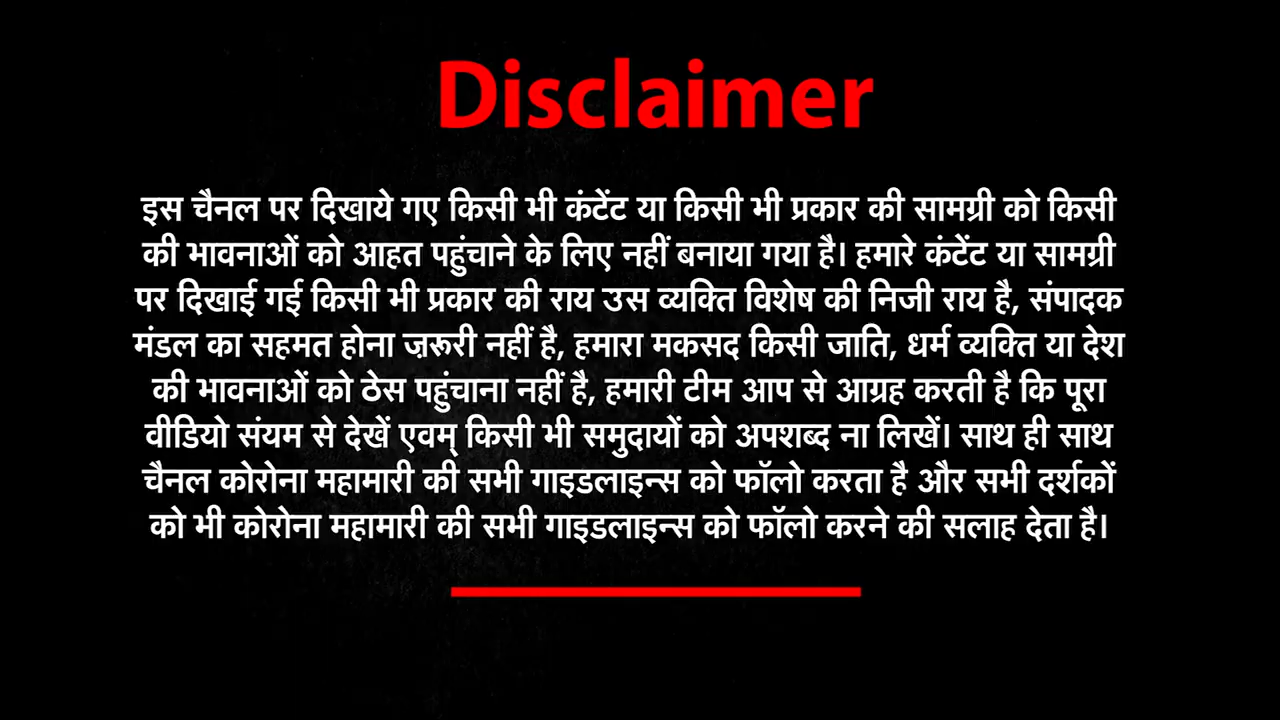 Disclaimer
इस चैनल पर दिखाये गए किसी भी कंटेंट या किसी भी प्रकार की सामग्री को किसी
की भावनाओं को आहत पहुंचाने के लिए नहीं बनाया गया है। हमारे कंटेंट या सामग्री
पर दिखाई गई किसी भी प्रकार की राय उस व्यक्ति विशेष की निजी राय है, संपादक
मंडल का सहमत होना ज़रूरी नहीं है, हमारा मकसद किसी जाति, धर्म व्यक्ति या देश
की भावनाओं को ठेस पहुंचाना नहीं है, हमारी टीम आप से आग्रह करती है कि पूरा
वीडियो संयम से देखें एवम् किसी भी समुदायों को अपशब्द ना लिखें। साथ ही साथ
चैनल कोरोना महामारी की सभी गाइडलाइन्स को फॉलो करता है और सभी दर्शकों
को भी कोरोना महामारी की सभी गाइडलाइन्स को फॉलो करने की सलाह देता है।